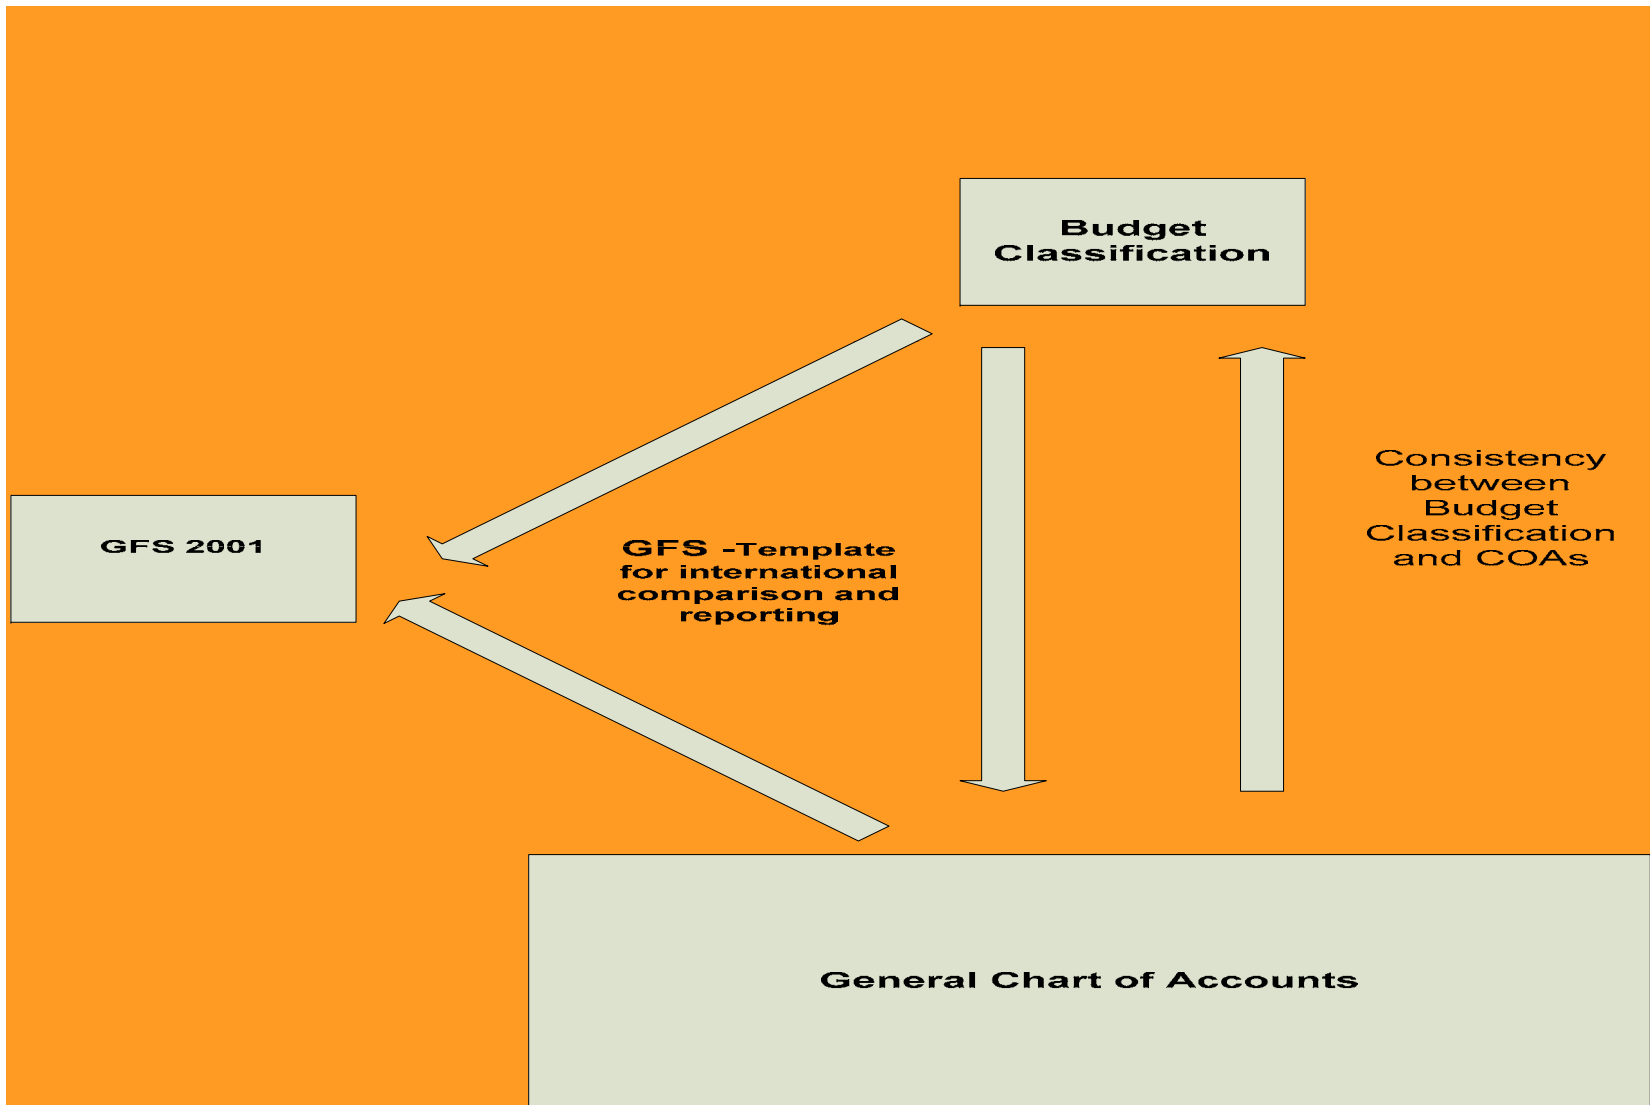 Budget
Classification
Consistency
between
Budget
Classification
and COAs
GFS 2001
GFS -Template
for international
comparison and
reporting
General Chart of Accounts